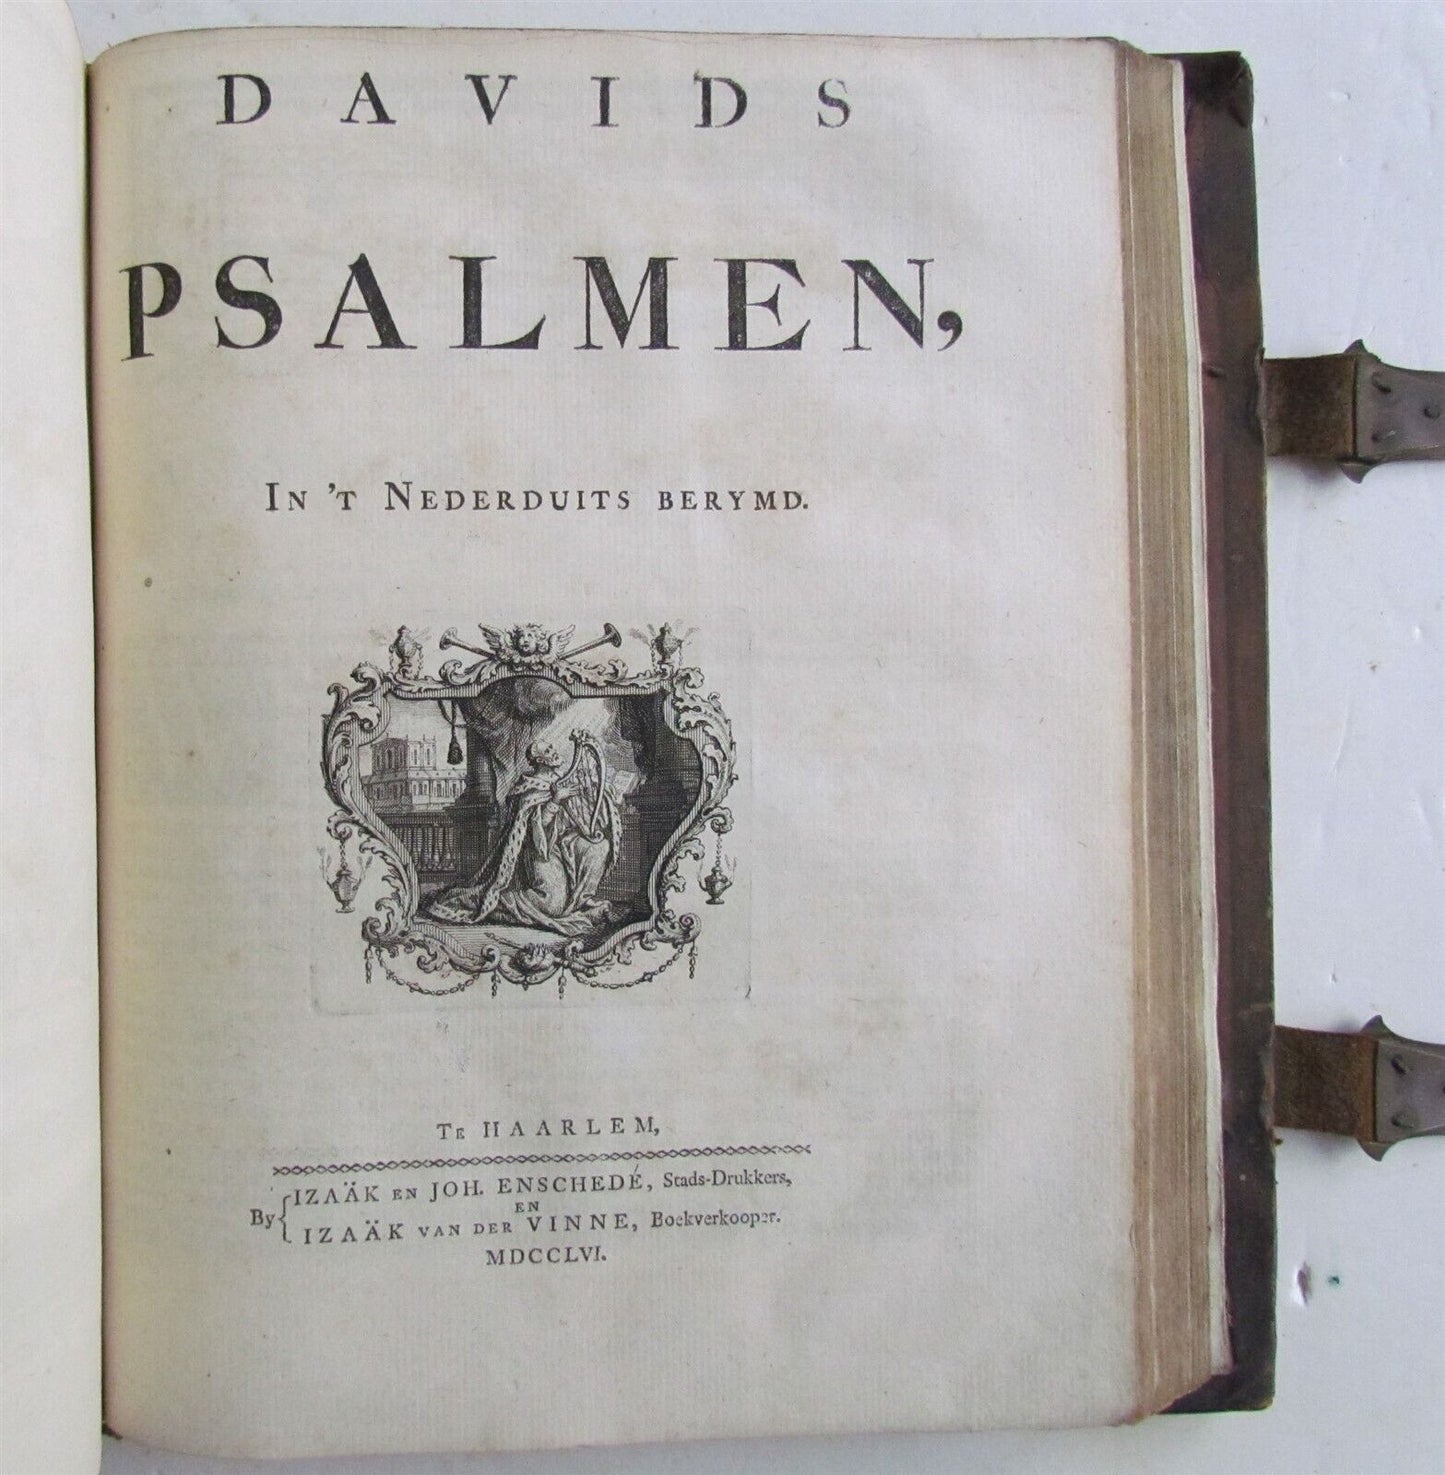 DAVIDS
PSALMEN,
IN 'T NEDERDUITS BERYMD.
TE HAARLEM,
By { IZAÄK EN JOH. ENSCHEDÉ, Stads-Drukkers,
EN
IZAÄK VAN DER VINNE, Boekverkooper.
MDCCLVI.